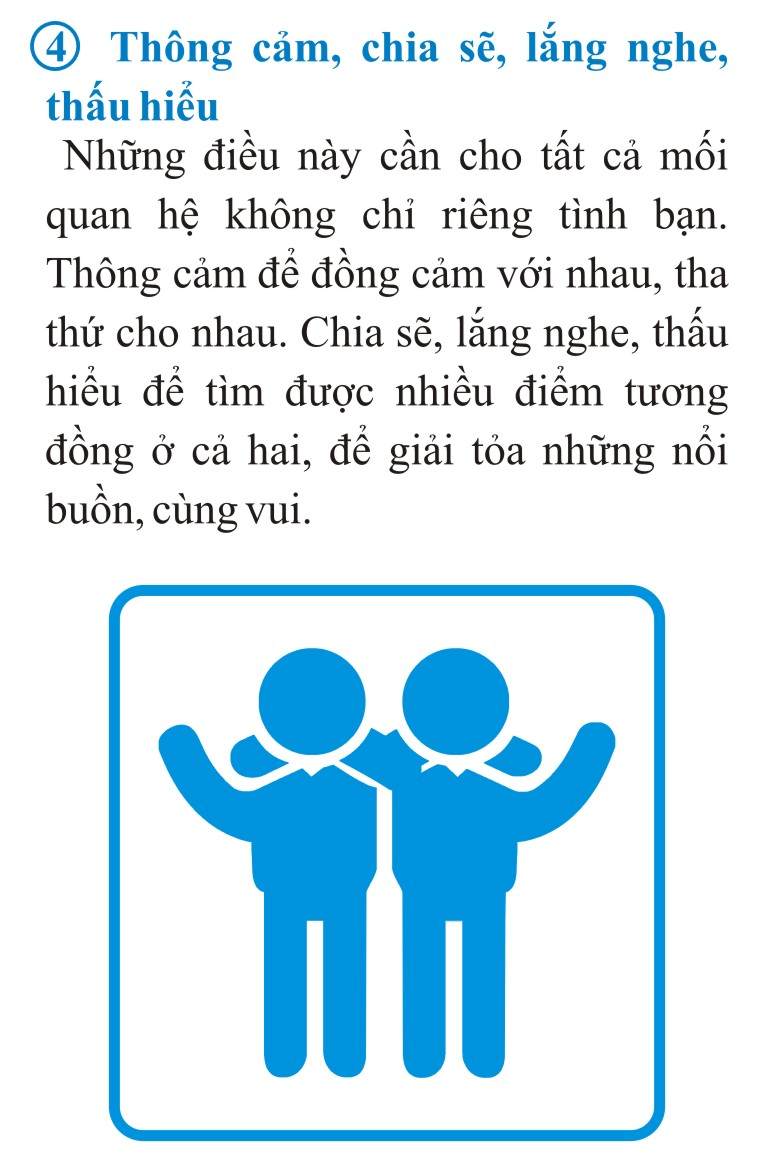 ④ Thông cảm, chia sẽ, lắng nghe,
thấu hiểu
Những điều này cần cho tất cả mối
quan hệ không chỉ riêng tình bạn.
Thông cảm để đồng cảm với nhau, tha
thứ cho nhau. Chia sẽ, lắng nghe, thấu
hiểu để tìm được nhiều điểm tương
đồng ở cả hai, để giải tỏa những nổi
buồn, cùng vui.